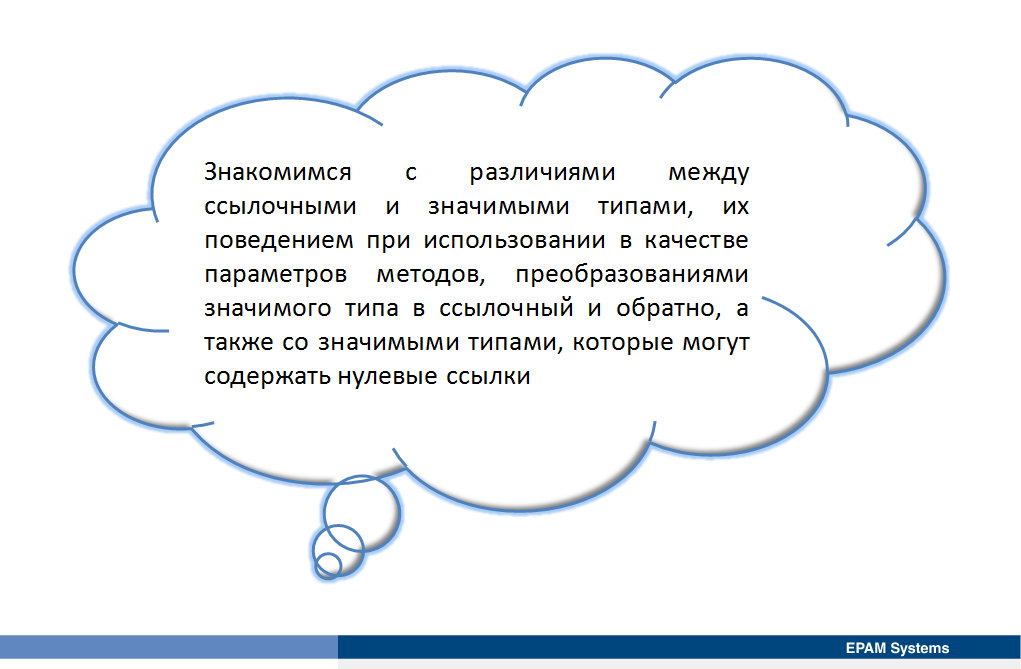 Знакомимся с различиями между
ссылочными и значимыми типами, их
поведением при использовании в качестве
параметров методов, преобразованиями
значимого типа в ссылочный и обратно, а
также со значимыми типами, которые могут
содержать нулевые ссылки
EPAM Systems